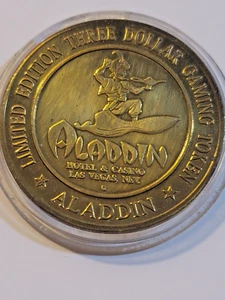 LIMITED EDITION THREE DOLLAR GAMING TOKEN
ALADDIN
HOTEL & CASINO
LAS VEGAS, NEV
G
★ ALADDIN ★